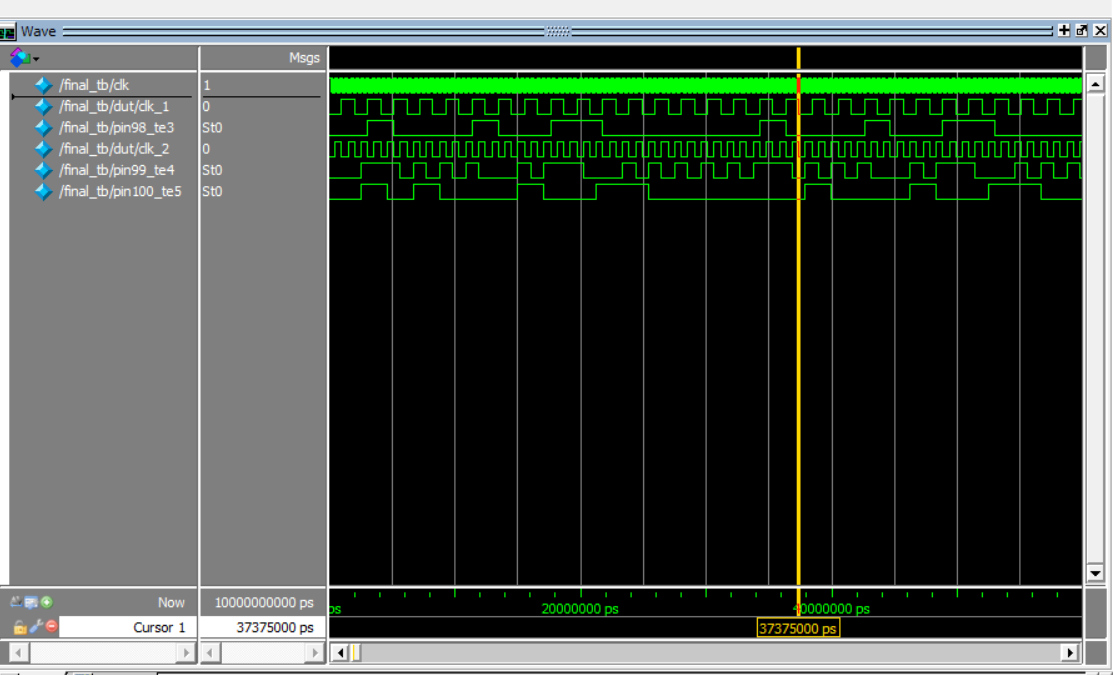 Wave
Msgs
/final_tb/clk 1
/final_tb/dut/clk_1 0
/final_tb/pin98_te3 St0
/final_tb/dut/clk_2 0
/final_tb/pin99_te4 St0
/final_tb/pin100_te5 St0
Now 10000000000 ps ps 20000000 ps 40000000 ps
Cursor 1 37375000 ps 37375000 ps